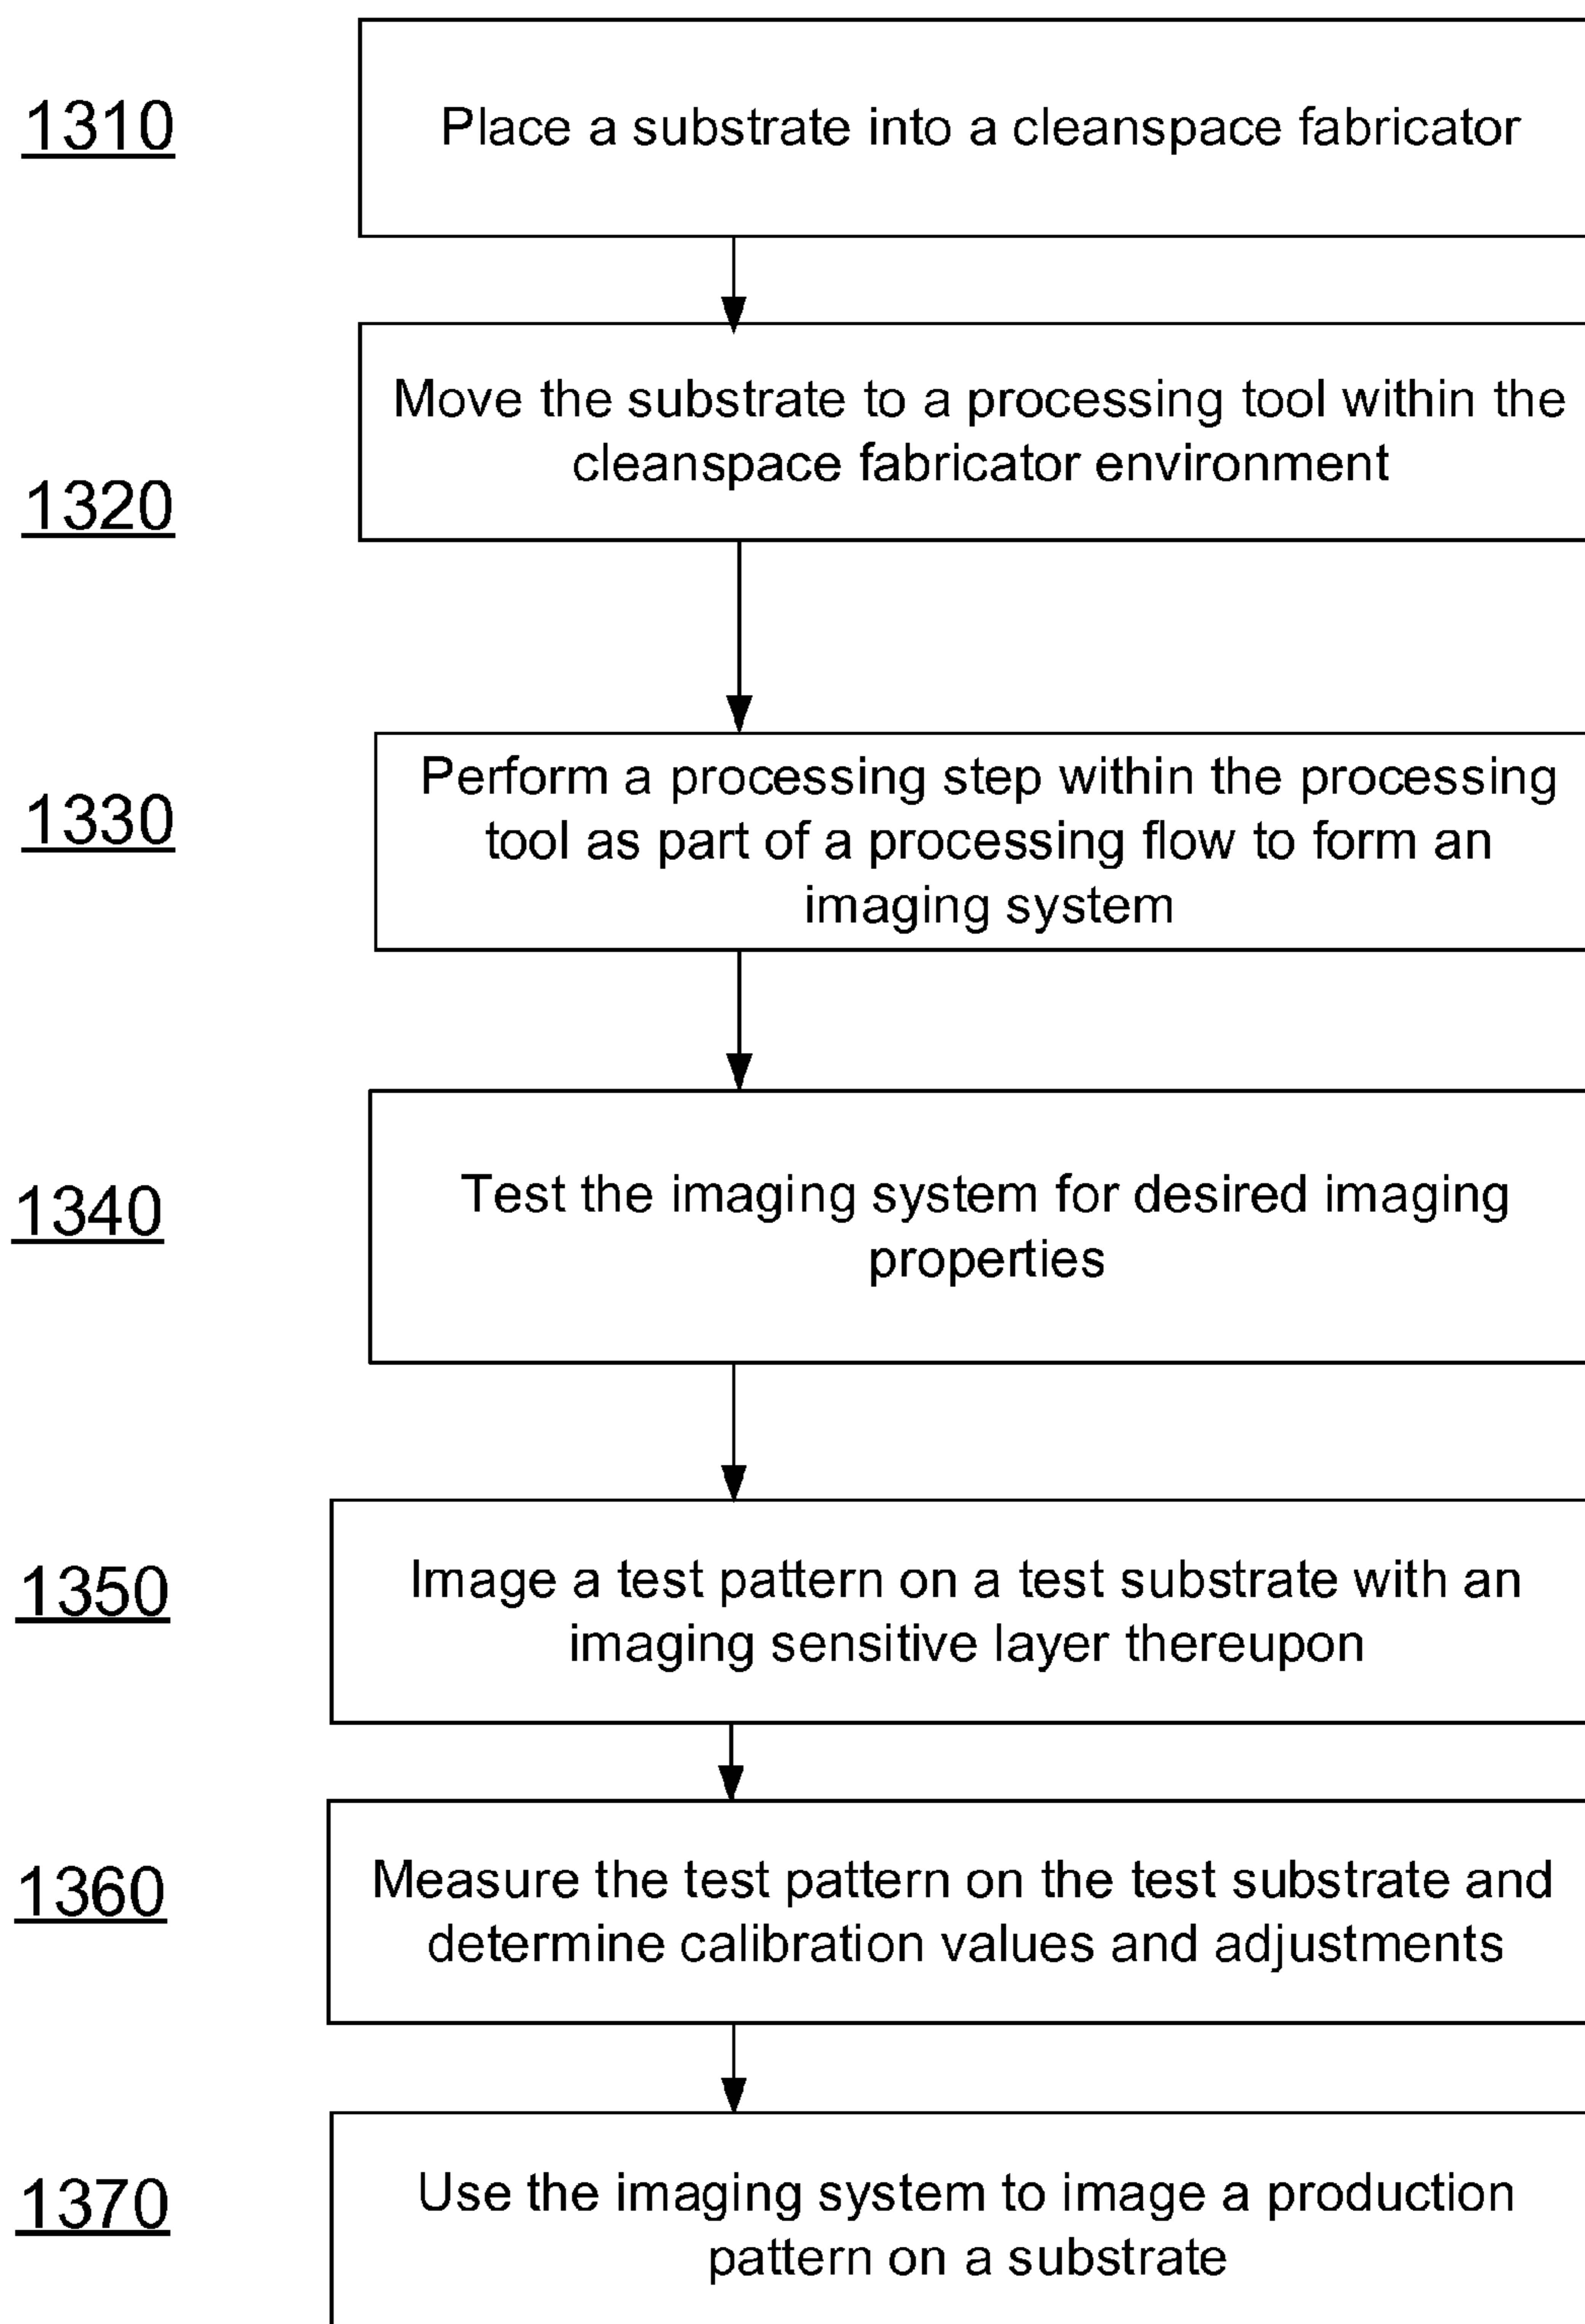 1310
Place a substrate into a cleanspace fabricator
1320
Move the substrate to a processing tool within the
cleanspace fabricator environment
1330
Perform a processing step within the processing
tool as part of a processing flow to form an
imaging system
1340
Test the imaging system for desired imaging
properties
1350
Image a test pattern on a test substrate with an
imaging sensitive layer thereupon
1360
Measure the test pattern on the test substrate and
determine calibration values and adjustments
1370
Use the imaging system to image a production
pattern on a substrate